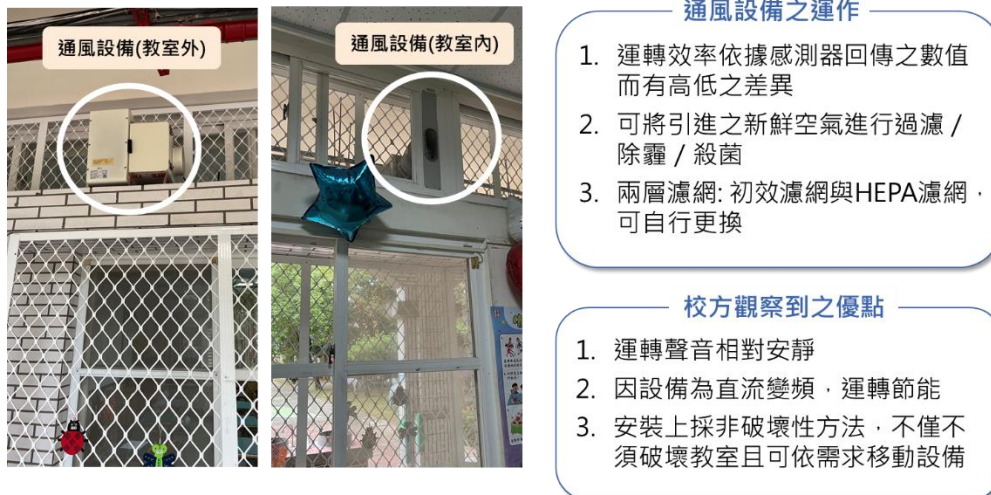 通風設備(教室外)
通風設備(教室內)
通風設備之運作
1. 運轉效率依據感測器回傳之數值
而有高低之差異
2. 可將引進之新鮮空氣進行過濾 /
除霾 / 殺菌
3. 兩層濾網: 初效濾網與HEPA濾網，
可自行更換
校方觀察到之優點
1. 運轉聲音相對安靜
2. 因設備為直流變頻，運轉節能
3. 安裝上採非破壞性方法，不僅不
須破壞教室且可依需求移動設備